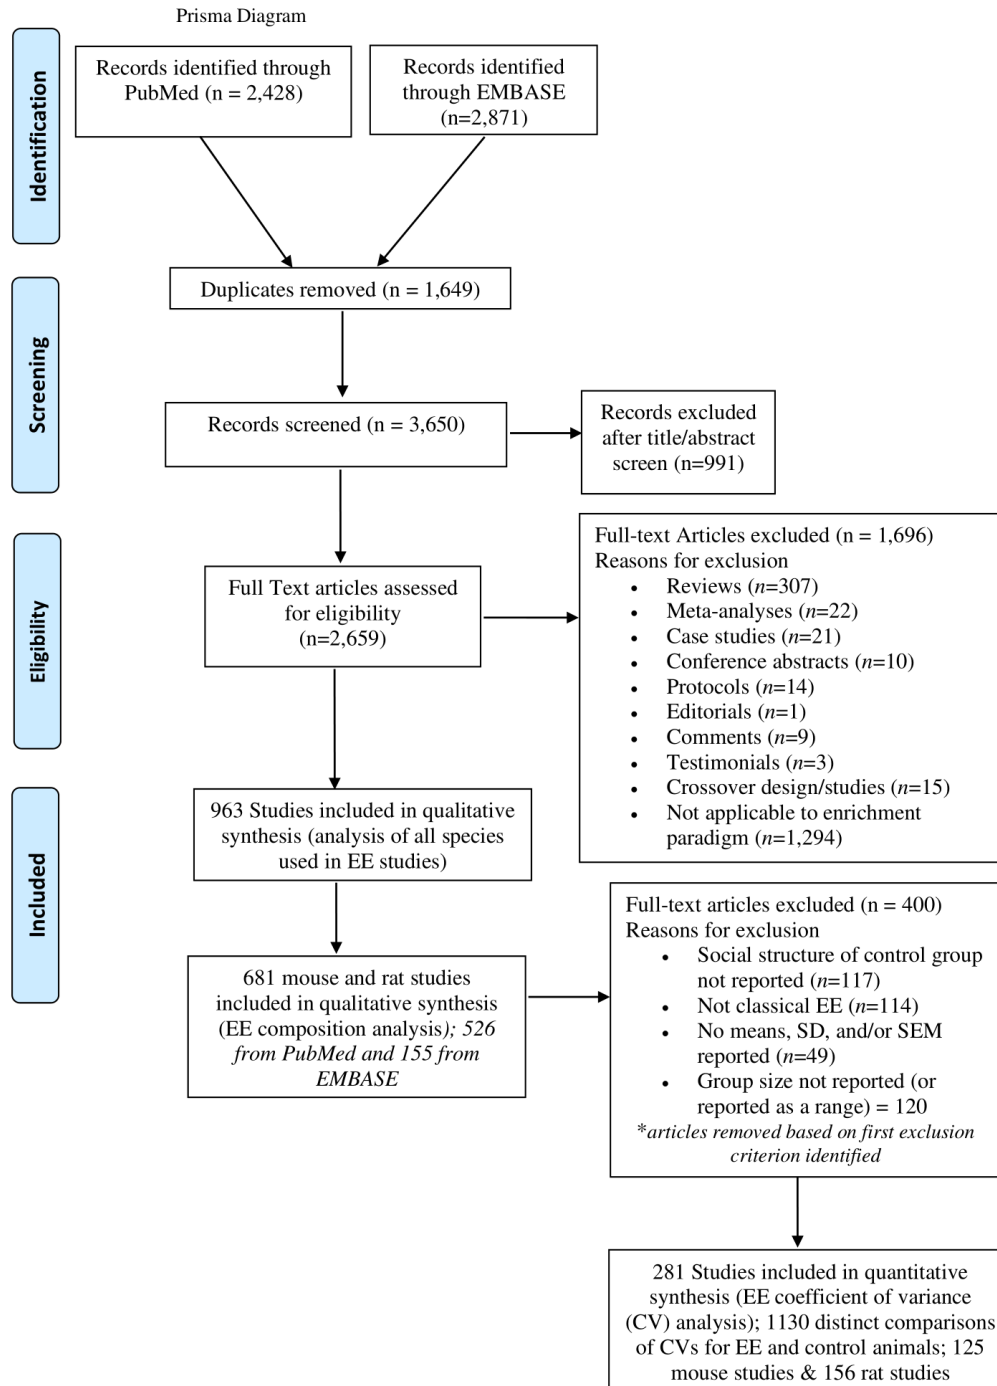 Prisma Diagram
Identification
Records identified through
PubMed (n = 2,428)
Records identified
through EMBASE
(n=2,871)
Duplicates removed (n = 1,649)
Screening
Records screened (n = 3,650)
Records excluded
after title/abstract
screen (n=991)
Eligibility
Full Text articles assessed
for eligibility
(n=2,659)
Full-text Articles excluded (n = 1,696)
Reasons for exclusion
• Reviews (n=307)
• Meta-analyses (n=22)
• Case studies (n=21)
• Conference abstracts (n=10)
• Protocols (n=14)
• Editorials (n=1)
• Comments (n=9)
• Testimonials (n=3)
• Crossover design/studies (n=15)
• Not applicable to enrichment
paradigm (n=1,294)
Included
963 Studies included in qualitative
synthesis (analysis of all species
used in EE studies)
681 mouse and rat studies
included in qualitative synthesis
(EE composition analysis); 526
from PubMed and 155 from
EMBASE
Full-text articles excluded (n = 400)
Reasons for exclusion
• Social structure of control group
not reported (n=117)
• Not classical EE (n=114)
• No means, SD, and/or SEM
reported (n=49)
• Group size not reported (or
reported as a range) = 120
*articles removed based on first exclusion
criterion identified
281 Studies included in quantitative
synthesis (EE coefficient of variance
(CV) analysis); 1130 distinct comparisons
of CVs for EE and control animals; 125
mouse studies & 156 rat studies